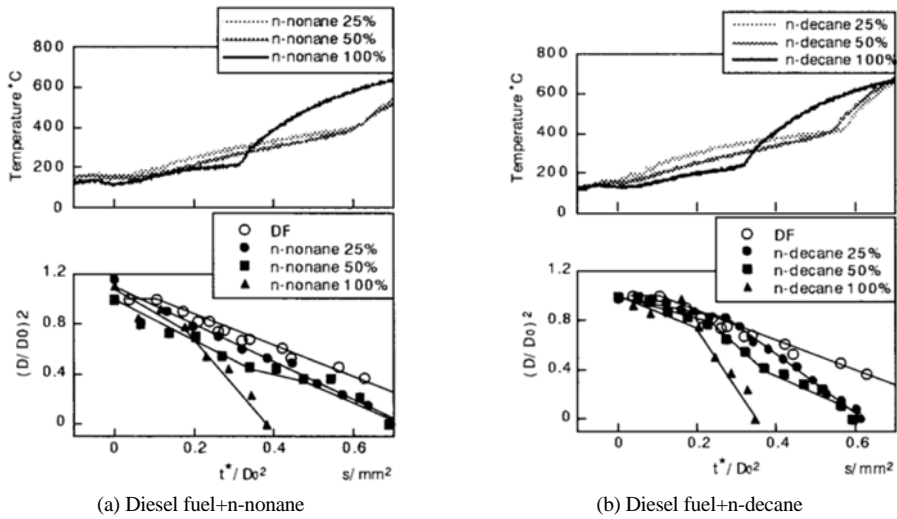 n-nonane 25%
n-nonane 50%
n-nonane 100%
Temperature °C
800
600
400
200
0
DF
n-nonane 25%
n-nonane 50%
n-nonane 100%
(D/ D0) 2
1.2
0.8
0.4
0
0
0.2
0.4
0.6
t*/ D0² s/ mm²
(a) Diesel fuel+n-nonane
n-decane 25%
n-decane 50%
n-decane 100%
Temperature °C
800
600
400
200
0
DF
n-decane 25%
n-decane 50%
n-decane 100%
(D/ D0) 2
1.2
0.8
0.4
0
0
0.2
0.4
0.6
t*/ D0² s/ mm²
(b) Diesel fuel+n-decane